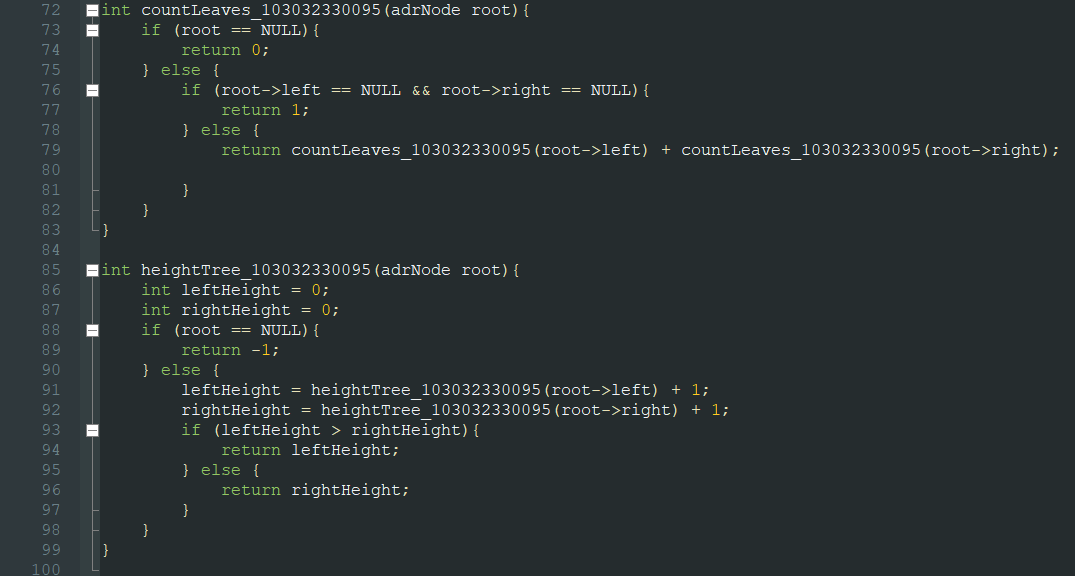 72 int countLeaves_103032330095(adrNode root){
73     if (root == NULL){
74         return 0;
75     } else {
76         if (root->left == NULL && root->right == NULL){
77             return 1;
78         } else {
79             return countLeaves_103032330095(root->left) + countLeaves_103032330095(root->right);
80
81         }
82     }
83 }
84
85 int heightTree_103032330095(adrNode root){
86     int leftHeight = 0;
87     int rightHeight = 0;
88     if (root == NULL){
89         return -1;
90     } else {
91         leftHeight = heightTree_103032330095(root->left) + 1;
92         rightHeight = heightTree_103032330095(root->right) + 1;
93         if (leftHeight > rightHeight){
94             return leftHeight;
95         } else {
96             return rightHeight;
97         }
98     }
99 }
100